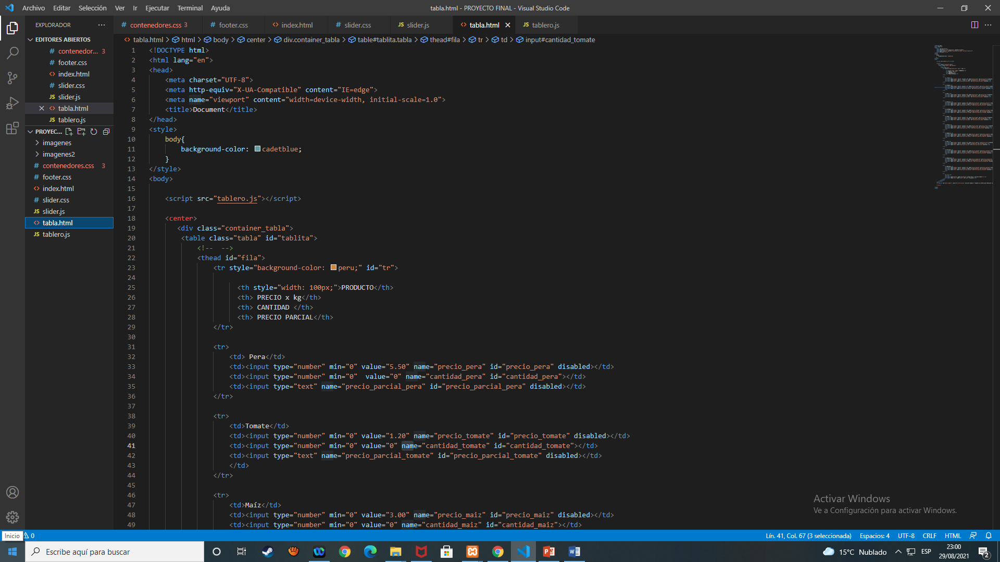 Archivo Editar Selección Ver Ir Ejecutar Terminal Ayuda
tabla.html - PROYECTO FINAL - Visual Studio Code
EXPLORADOR
contenedores.css 3 footer.css index.html slider.css slider.js tabla.html tablero.js
tabla.html > html > body > center > div.container_tabla > table#tablita.tabla > thead#fila > tr > td > input#cantidad_tomate
EDITORES ABIERTOS
contenedor... 3
footer.css
index.html
slider.css
slider.js
tabla.html
tablero.js
PROYEC...
imagenes
imagenes2
contenedores.css 3
footer.css
index.html
slider.css
slider.js
tabla.html
tablero.js
1 <!DOCTYPE html>
2 <html lang="en">
3 <head>
4 <meta charset="UTF-8">
5 <meta http-equiv="X-UA-Compatible" content="IE=edge">
6 <meta name="viewport" content="width=device-width, initial-scale=1.0">
7 <title>Document</title>
8 </head>
9 <style>
10 body{
11 background-color: cadetblue;
12 }
13 </style>
14 <body>
15
16 <script src="tablero.js"></script>
17
18 <center>
19 <div class="container_tabla">
20 <table class="tabla" id="tablita">
21 <!--  -->
22 <thead id="fila">
23 <tr style="background-color: peru;" id="tr">
24
25 <th style="width: 100px;">PRODUCTO</th>
26 <th> PRECIO x kg</th>
27 <th> CANTIDAD </th>
28 <th> PRECIO PARCIAL</th>
29 </tr>
30
31 <tr>
32 <td> Pera</td>
33 <td><input type="number" min="0" value="5.50" name="precio_pera" id="precio_pera" disabled></td>
34 <td><input type="number" min="0"  value="0" name="cantidad_pera" id="cantidad_pera"></td>
35 <td><input type="text" name="precio_parcial_pera" id="precio_parcial_pera" disabled></td>
36 </tr>
37
38 <tr>
39 <td>Tomate</td>
40 <td><input type="number" min="0" value="1.20" name="precio_tomate" id="precio_tomate" disabled></td>
41 <td><input type="number" min="0" value="0" name="cantidad_tomate" id="cantidad_tomate"></td>
42 <td><input type="text" name="precio_parcial_tomate" id="precio_parcial_tomate" disabled></td>
43 </td>
44 </tr>
45
46 <tr>
47 <td>Maíz</td>
48 <td><input type="number" min="0" value="3.00" name="precio_maiz" id="precio_maiz" disabled></td>
49 <td><input type="number" min="0" value="0" name="cantidad_maiz" id="cantidad_maiz"></td>
Activar Windows
Ve a Configuración para activar Windows.
Inicio 0
Lín. 41, Col. 67 (3 seleccionada) Espacios: 4 UTF-8 CRLF HTML
Escribe aquí para buscar
15°C Nublado ESP
23:00
29/08/2021
2